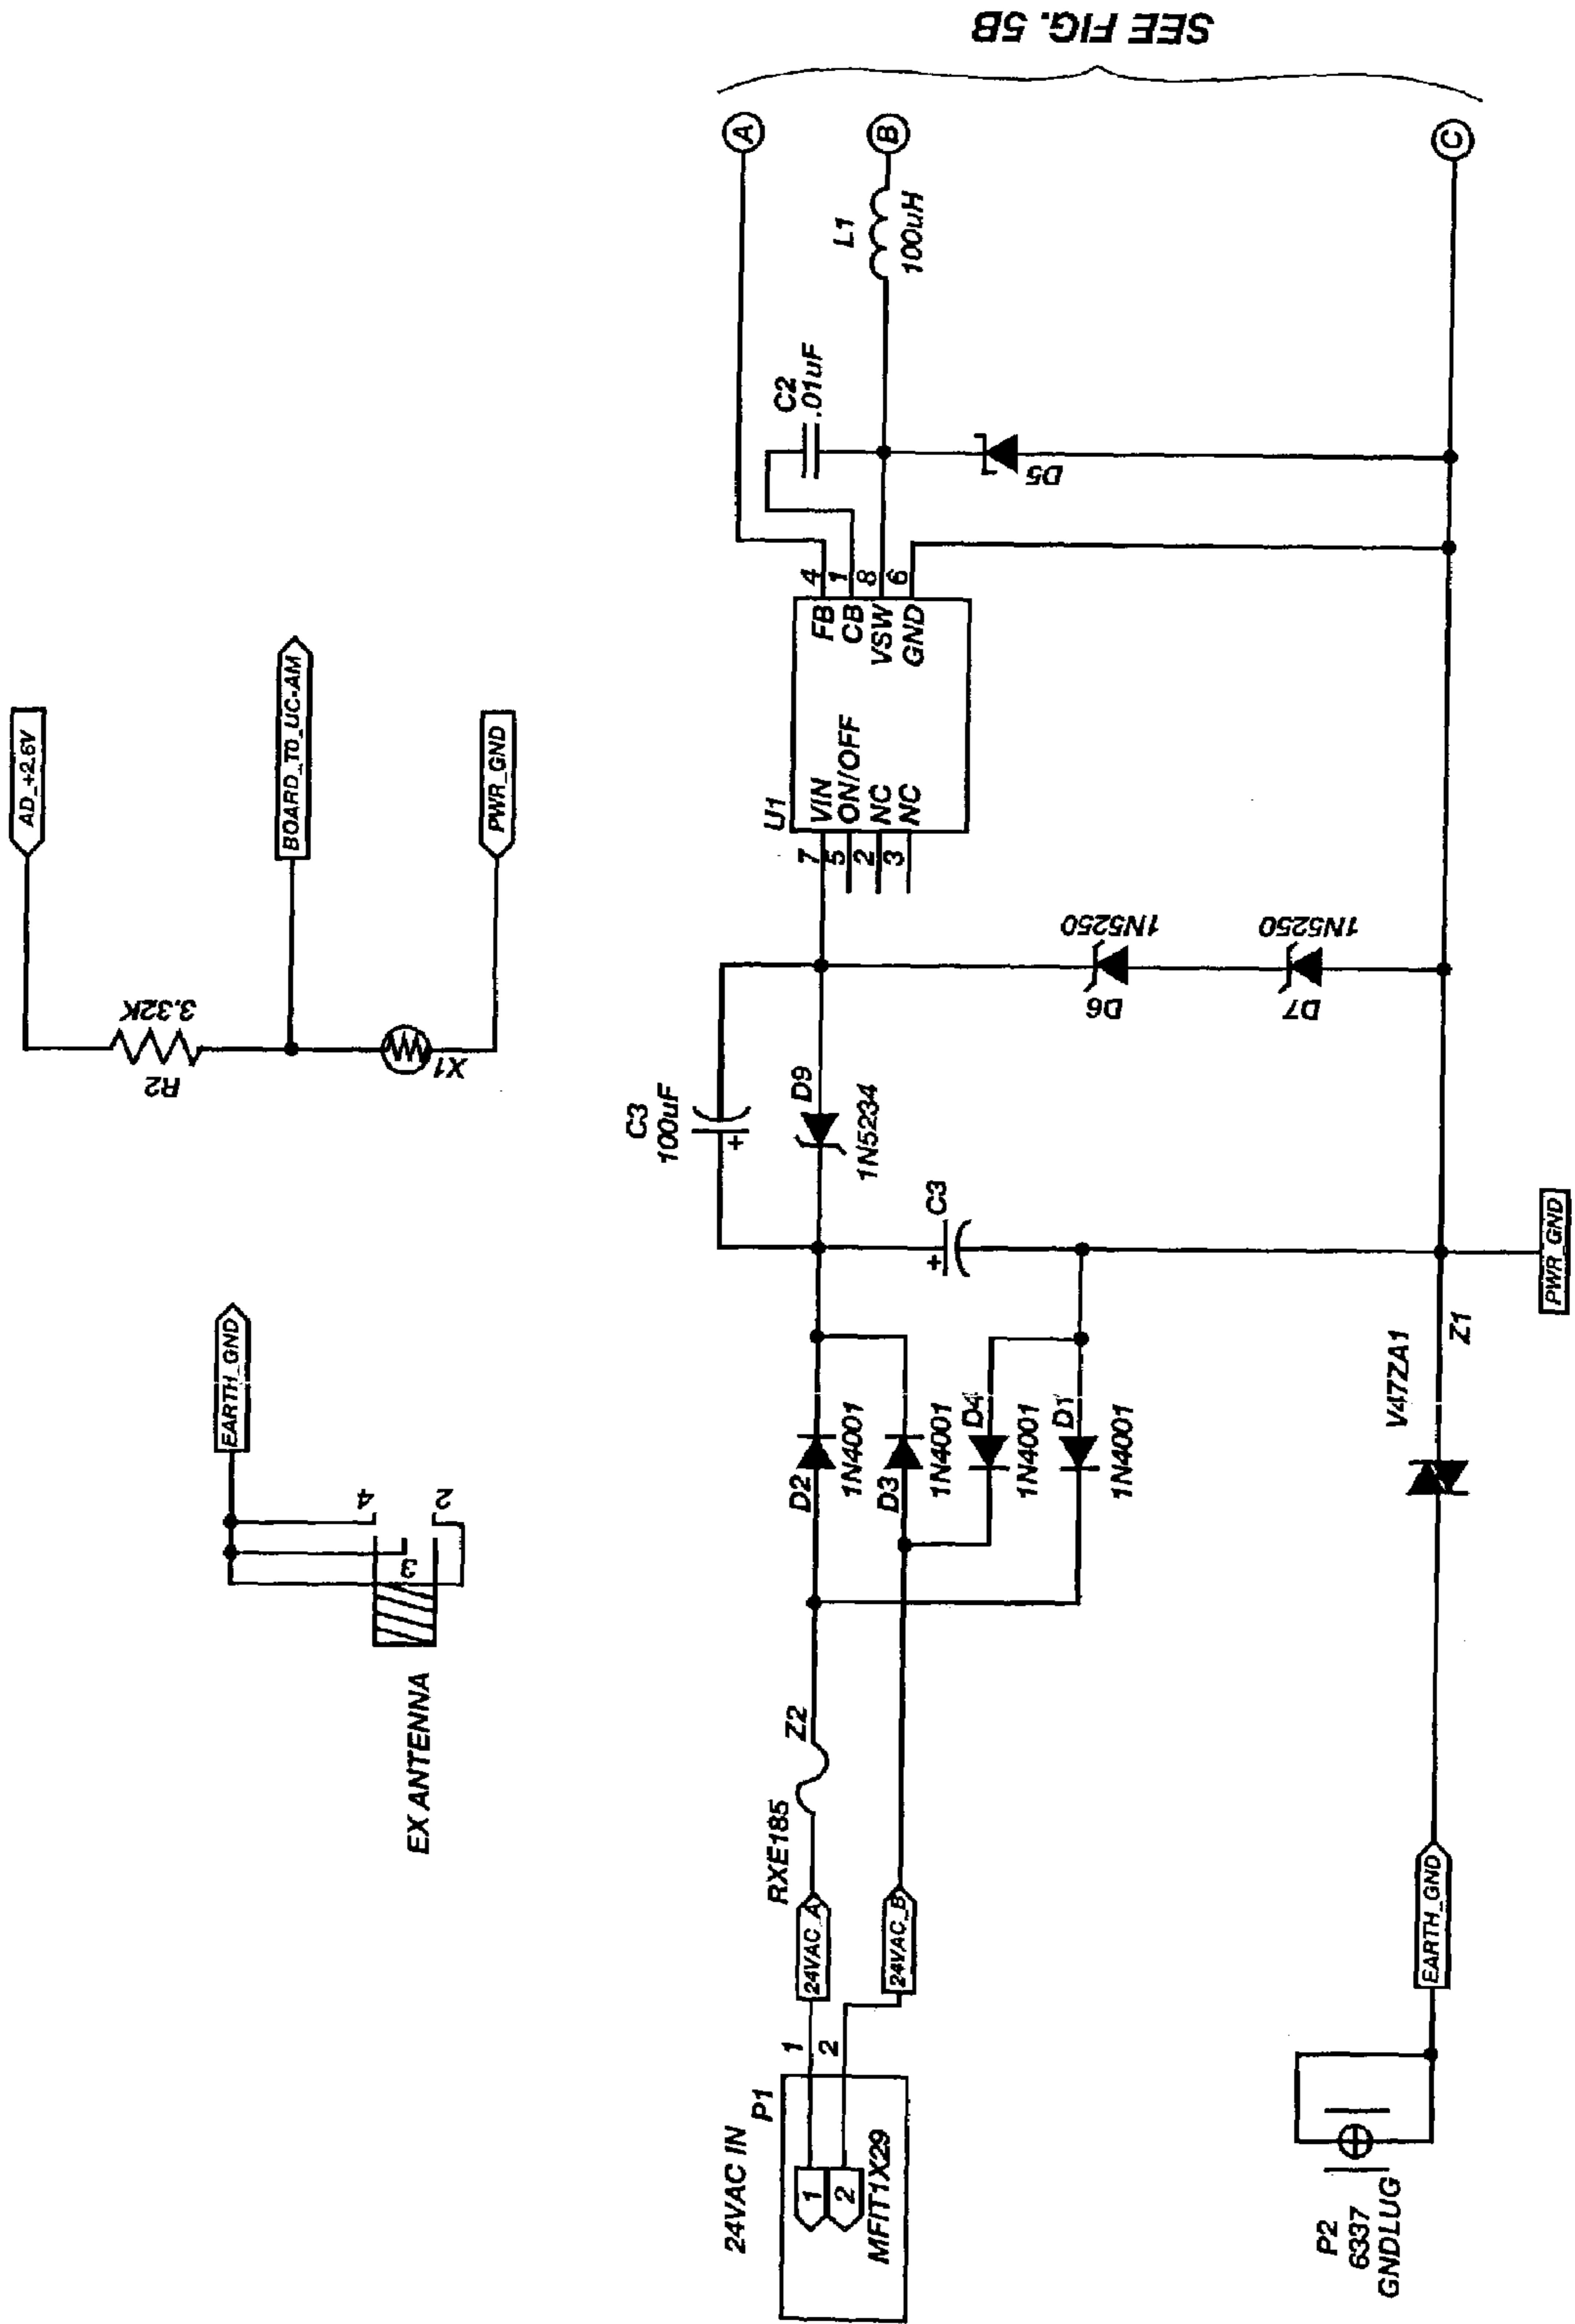 SEE FIG. 5B
AD_+2.6V
R2
3.32K
BOARD_TO_UC-AM
X1
PWR_GND
EARTH_GND
4
3
2
EX ANTENNA
24VAC IN
P1
1
2
MFIT1X29
1
2
24VAC_A
24VAC_B
RXE185
Z2
D2
1N4001
D3
1N4001
D4
1N4001
D1
1N4001
C3
100uF
+
D9
1N5234
C3
+
D6
1N5250
D7
1N5250
U1
7
5
2
3
VIN
ON/OFF
NC
NC
FB
CB
VSW
GND
4
1
8
6
C2
.01uF
D5
L1
100uH
A
B
C
P2
6337
GNDLUG
EARTH_GND
V47ZA1
Z1
PWR_GND